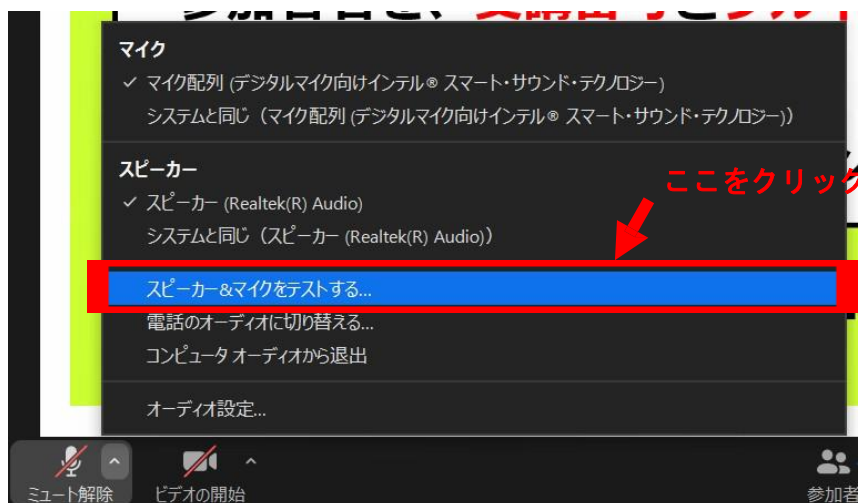 マイク
✓ マイク配列 (デジタルマイク向けインテル® スマート・サウンド・テクノロジー)
システムと同じ（マイク配列 (デジタルマイク向けインテル® スマート・サウンド・テクノロジー)）
スピーカー
ここをクリック
✓ スピーカー (Realtek(R) Audio)
システムと同じ（スピーカー (Realtek(R) Audio)）
スピーカー&マイクをテストする...
電話のオーディオに切り替える...
コンピュータ オーディオから退出
オーディオ設定...
ミュート解除
ビデオの開始
参加者